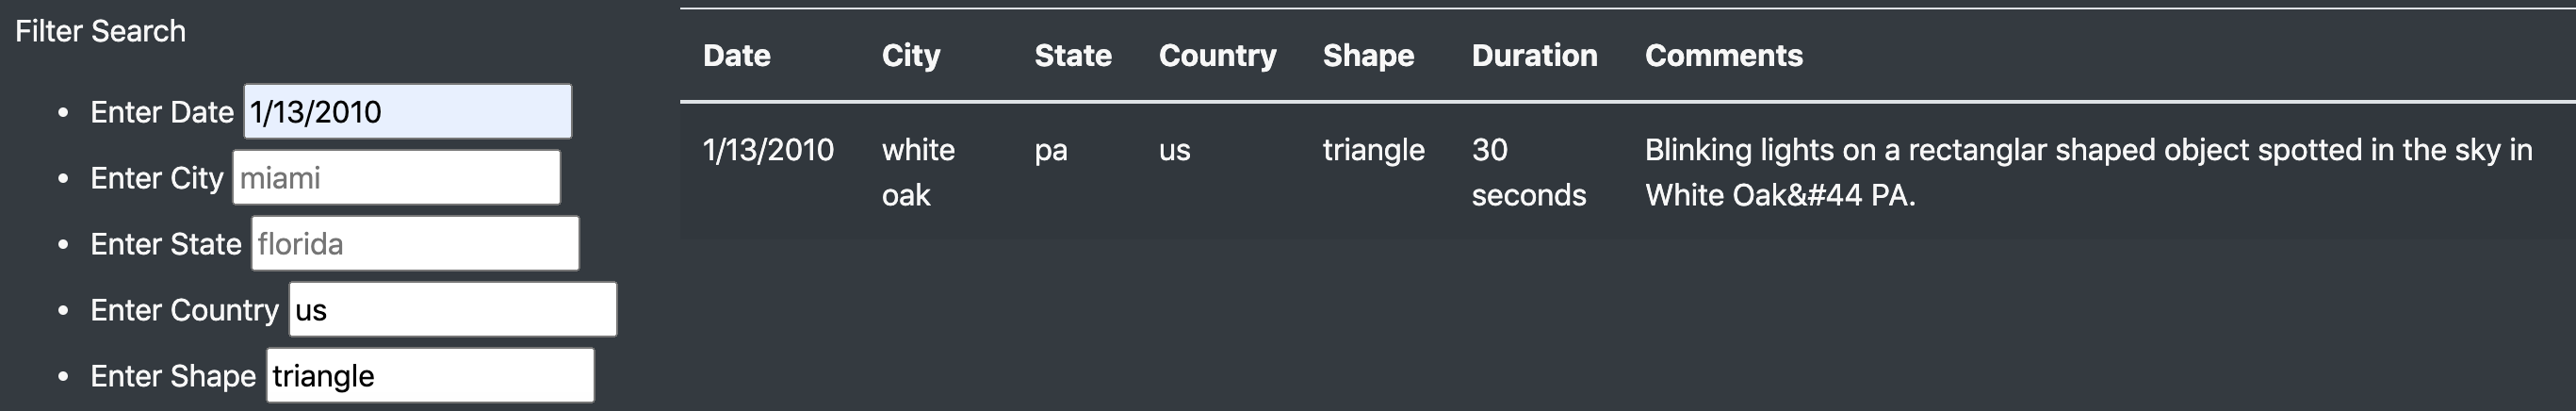 Filter Search
Enter Date 1/13/2010
Enter City miami
Enter State florida
Enter Country us
Enter Shape triangle
Date City State Country Shape Duration Comments
1/13/2010 white pa us triangle 30 Blinking lights on a rectanglar shaped object spotted in the sky in
oak seconds White Oak&#44 PA.